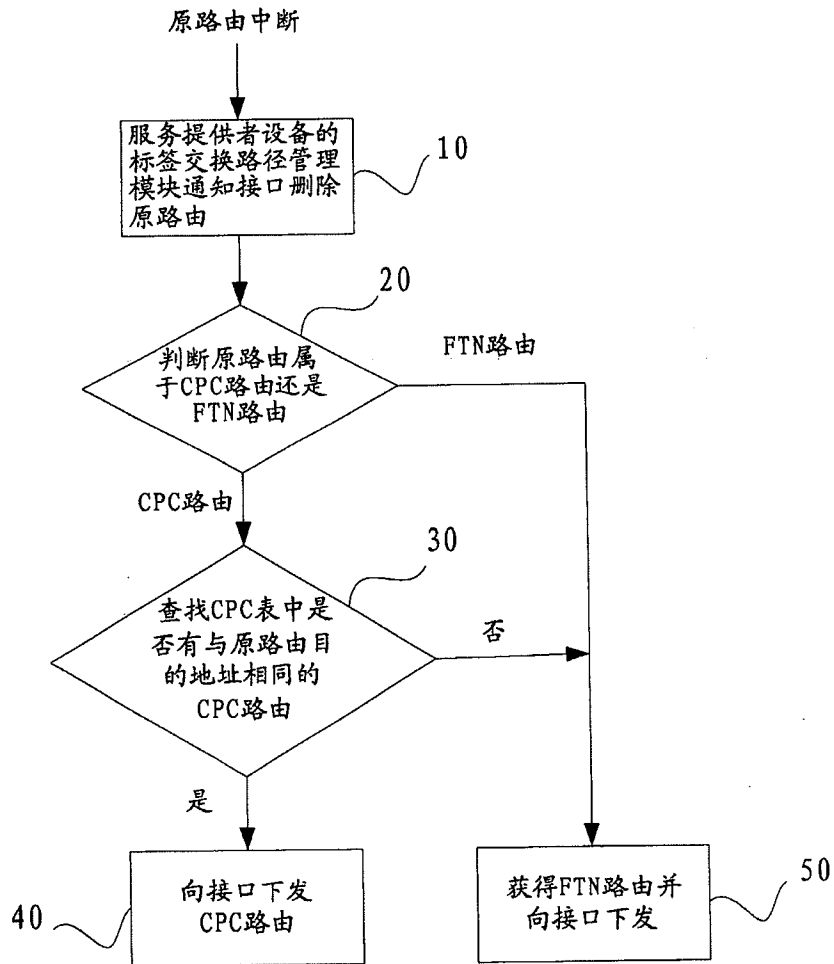 原路由中断
服务提供者设备的
标签交换路径管理
模块通知接口删除
原路由
10
20
判断原路由属
于CPC路由还是
FTN路由
FTN路由
CPC路由
30
查找CPC表中是
否有与原路由目
的地址相同的
CPC路由
否
是
向接口下发
CPC路由
40
获得FTN路由并
向接口下发
50